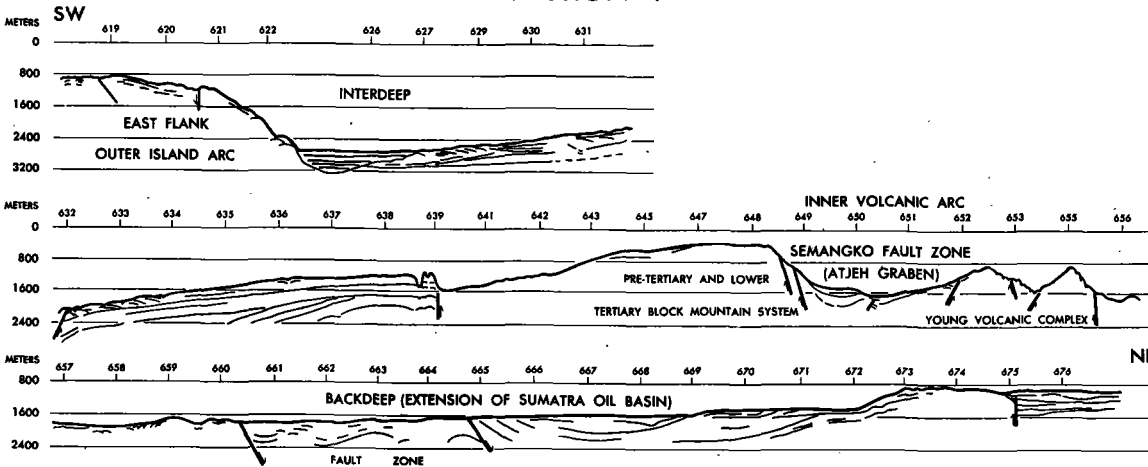 SW
METERS 619 620 621 622 626 627 629 630 631
0
800
INTERDEEP
1600
EAST FLANK
2400
OUTER ISLAND ARC
3200
INNER VOLCANIC ARC
METERS 632 633 634 635 636 637 638 639 641 642 643 645 647 648 649 650 651 652 653 655 656
0
SEMANGKO FAULT ZONE
800
(ATJEH GRABEN)
PRE-TERTIARY AND LOWER
1600
TERTIARY BLOCK MOUNTAIN SYSTEM
YOUNG VOLCANIC COMPLEX
2400
METERS 657 658 659 660 661 662 663 664 665 666 667 668 669 670 671 672 673 674 675 676
800
BACKDEEP (EXTENSION OF SUMATRA OIL BASIN)
1600
2400
FAULT ZONE